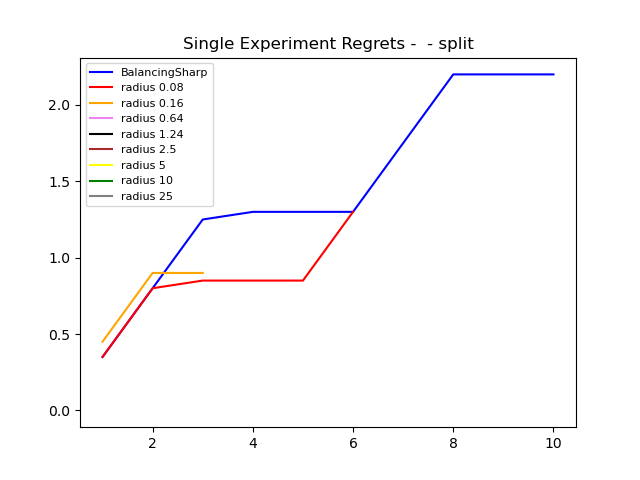 Single Experiment Regrets -  - split
BalancingSharp
radius 0.08
radius 0.16
radius 0.64
radius 1.24
radius 2.5
radius 5
radius 10
radius 25
2.0
1.5
1.0
0.5
0.0
2 4 6 8 10